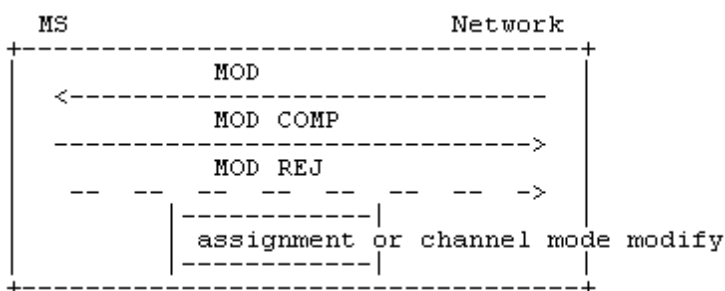 MS Network
MOD
MOD COMP
MOD REJ
assignment or channel mode modify